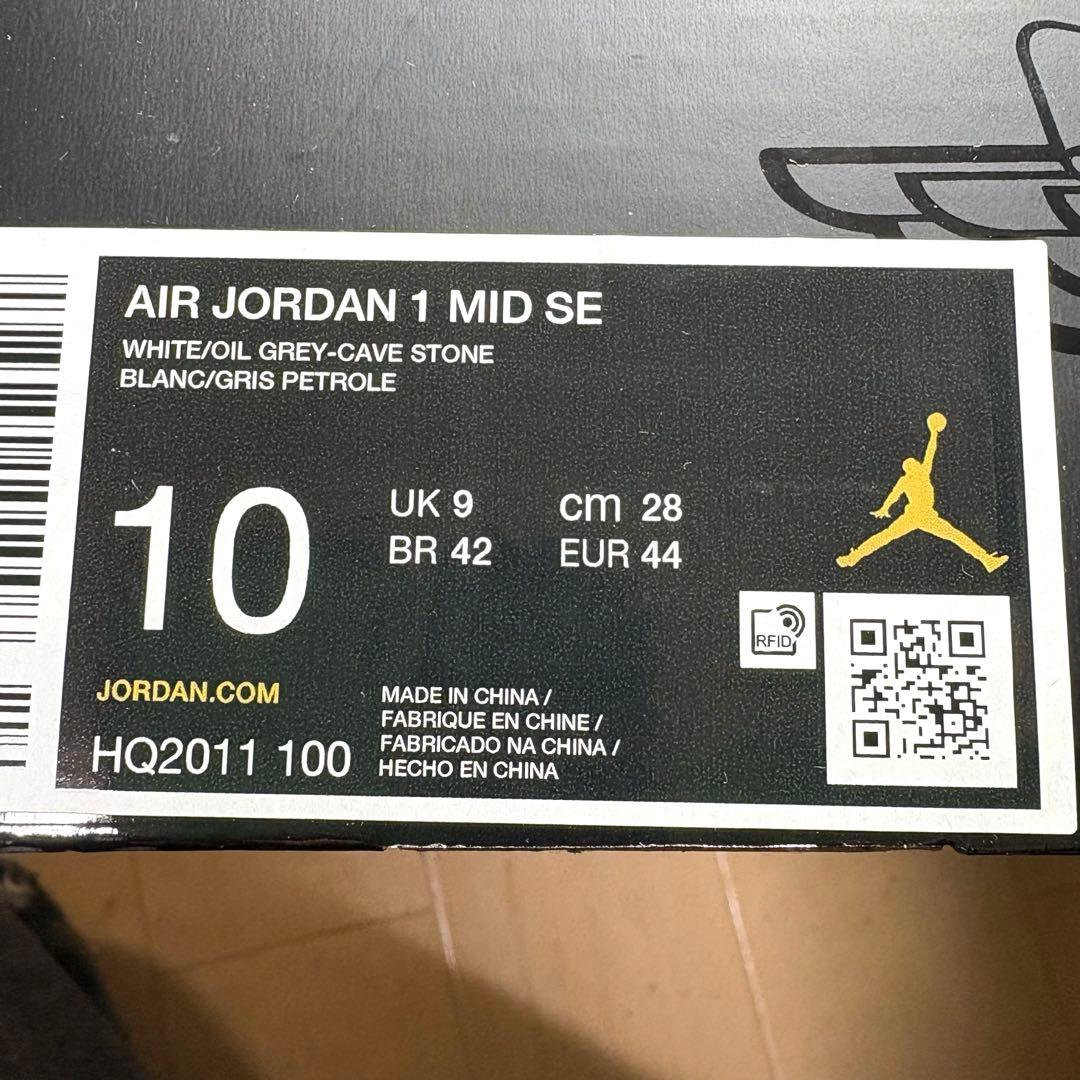 AIR JORDAN 1 MID SE
WHITE/OIL GREY-CAVE STONE
BLANC/GRIS PETROLE
10
UK 9 cm 28
BR 42 EUR 44
RFID
JORDAN.COM
HQ2011 100
MADE IN CHINA /
FABRIQUE EN CHINE /
FABRICADO NA CHINA /
HECHO EN CHINA